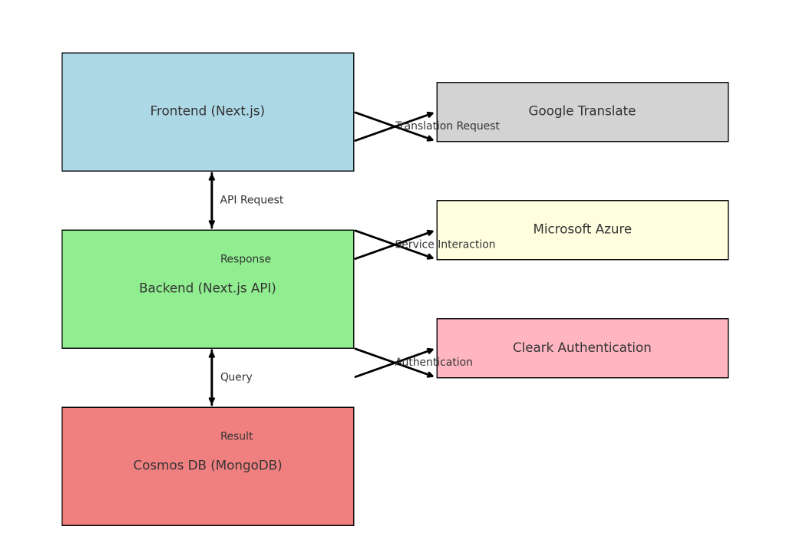 Frontend (Next.js)
Google Translate
Translation Request
API Request
Microsoft Azure
Service Interaction
Response
Backend (Next.js API)
Cleark Authentication
Authentication
Query
Result
Cosmos DB (MongoDB)